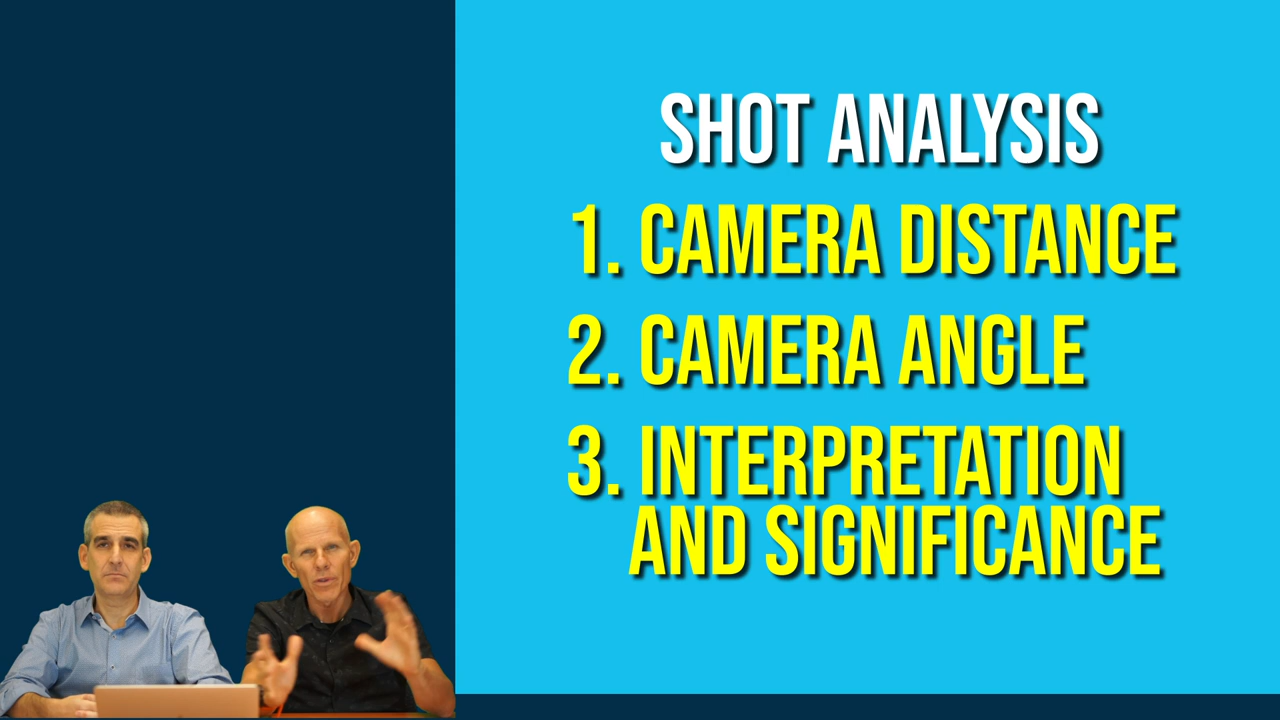 SHOT ANALYSIS
1. CAMERA DISTANCE
2. CAMERA ANGLE
3. INTERPRETATION
AND SIGNIFICANCE